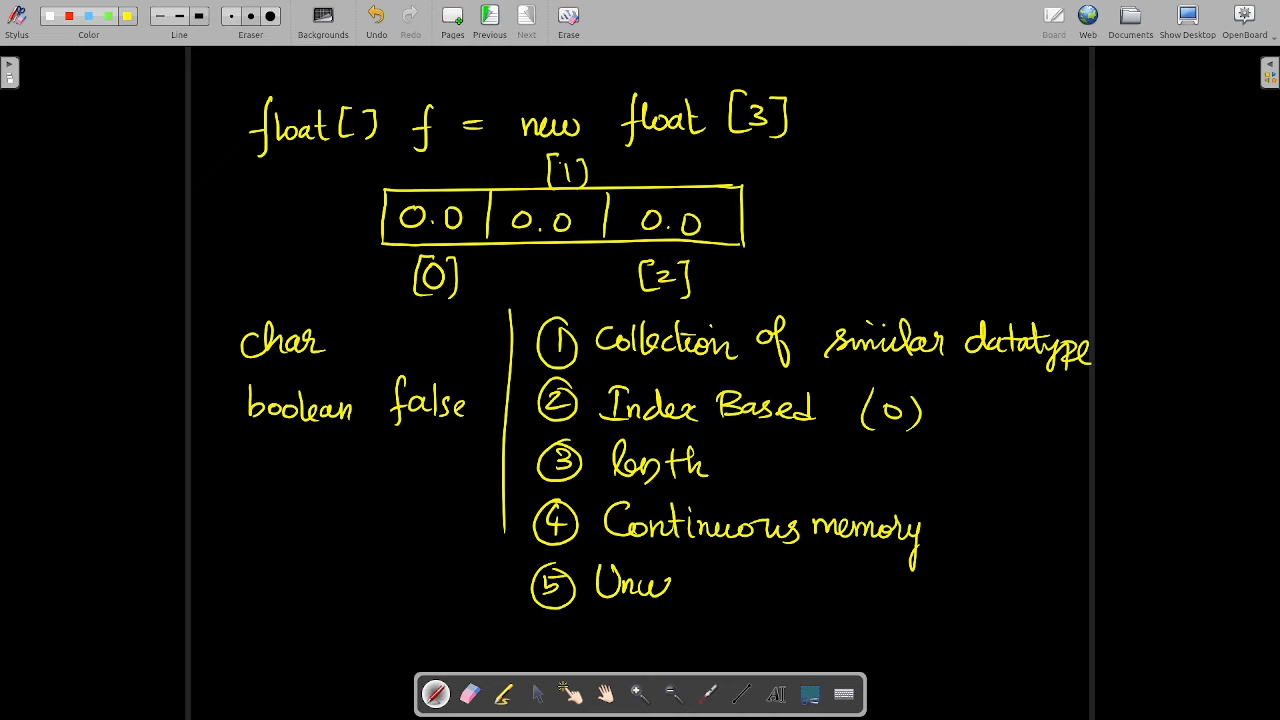 Stylus
Color
Line
Eraser
Backgrounds
Undo
Redo
Pages
Previous
Next
Erase
Board
Web
Documents
Show Desktop
OpenBoard
float[] f = new float [3]
[1]
0.0 0.0 0.0
[0] [2]
char
boolean false
① Collection of similar datatype
② Index Based (0)
③ length
④ Continuous memory
⑤